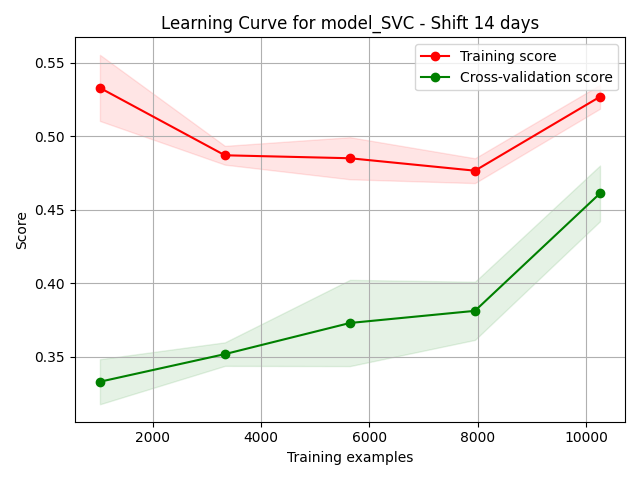 Learning Curve for model_SVC - Shift 14 days
Training score
Cross-validation score
Score
0.55
0.50
0.45
0.40
0.35
2000 4000 6000 8000 10000
Training examples